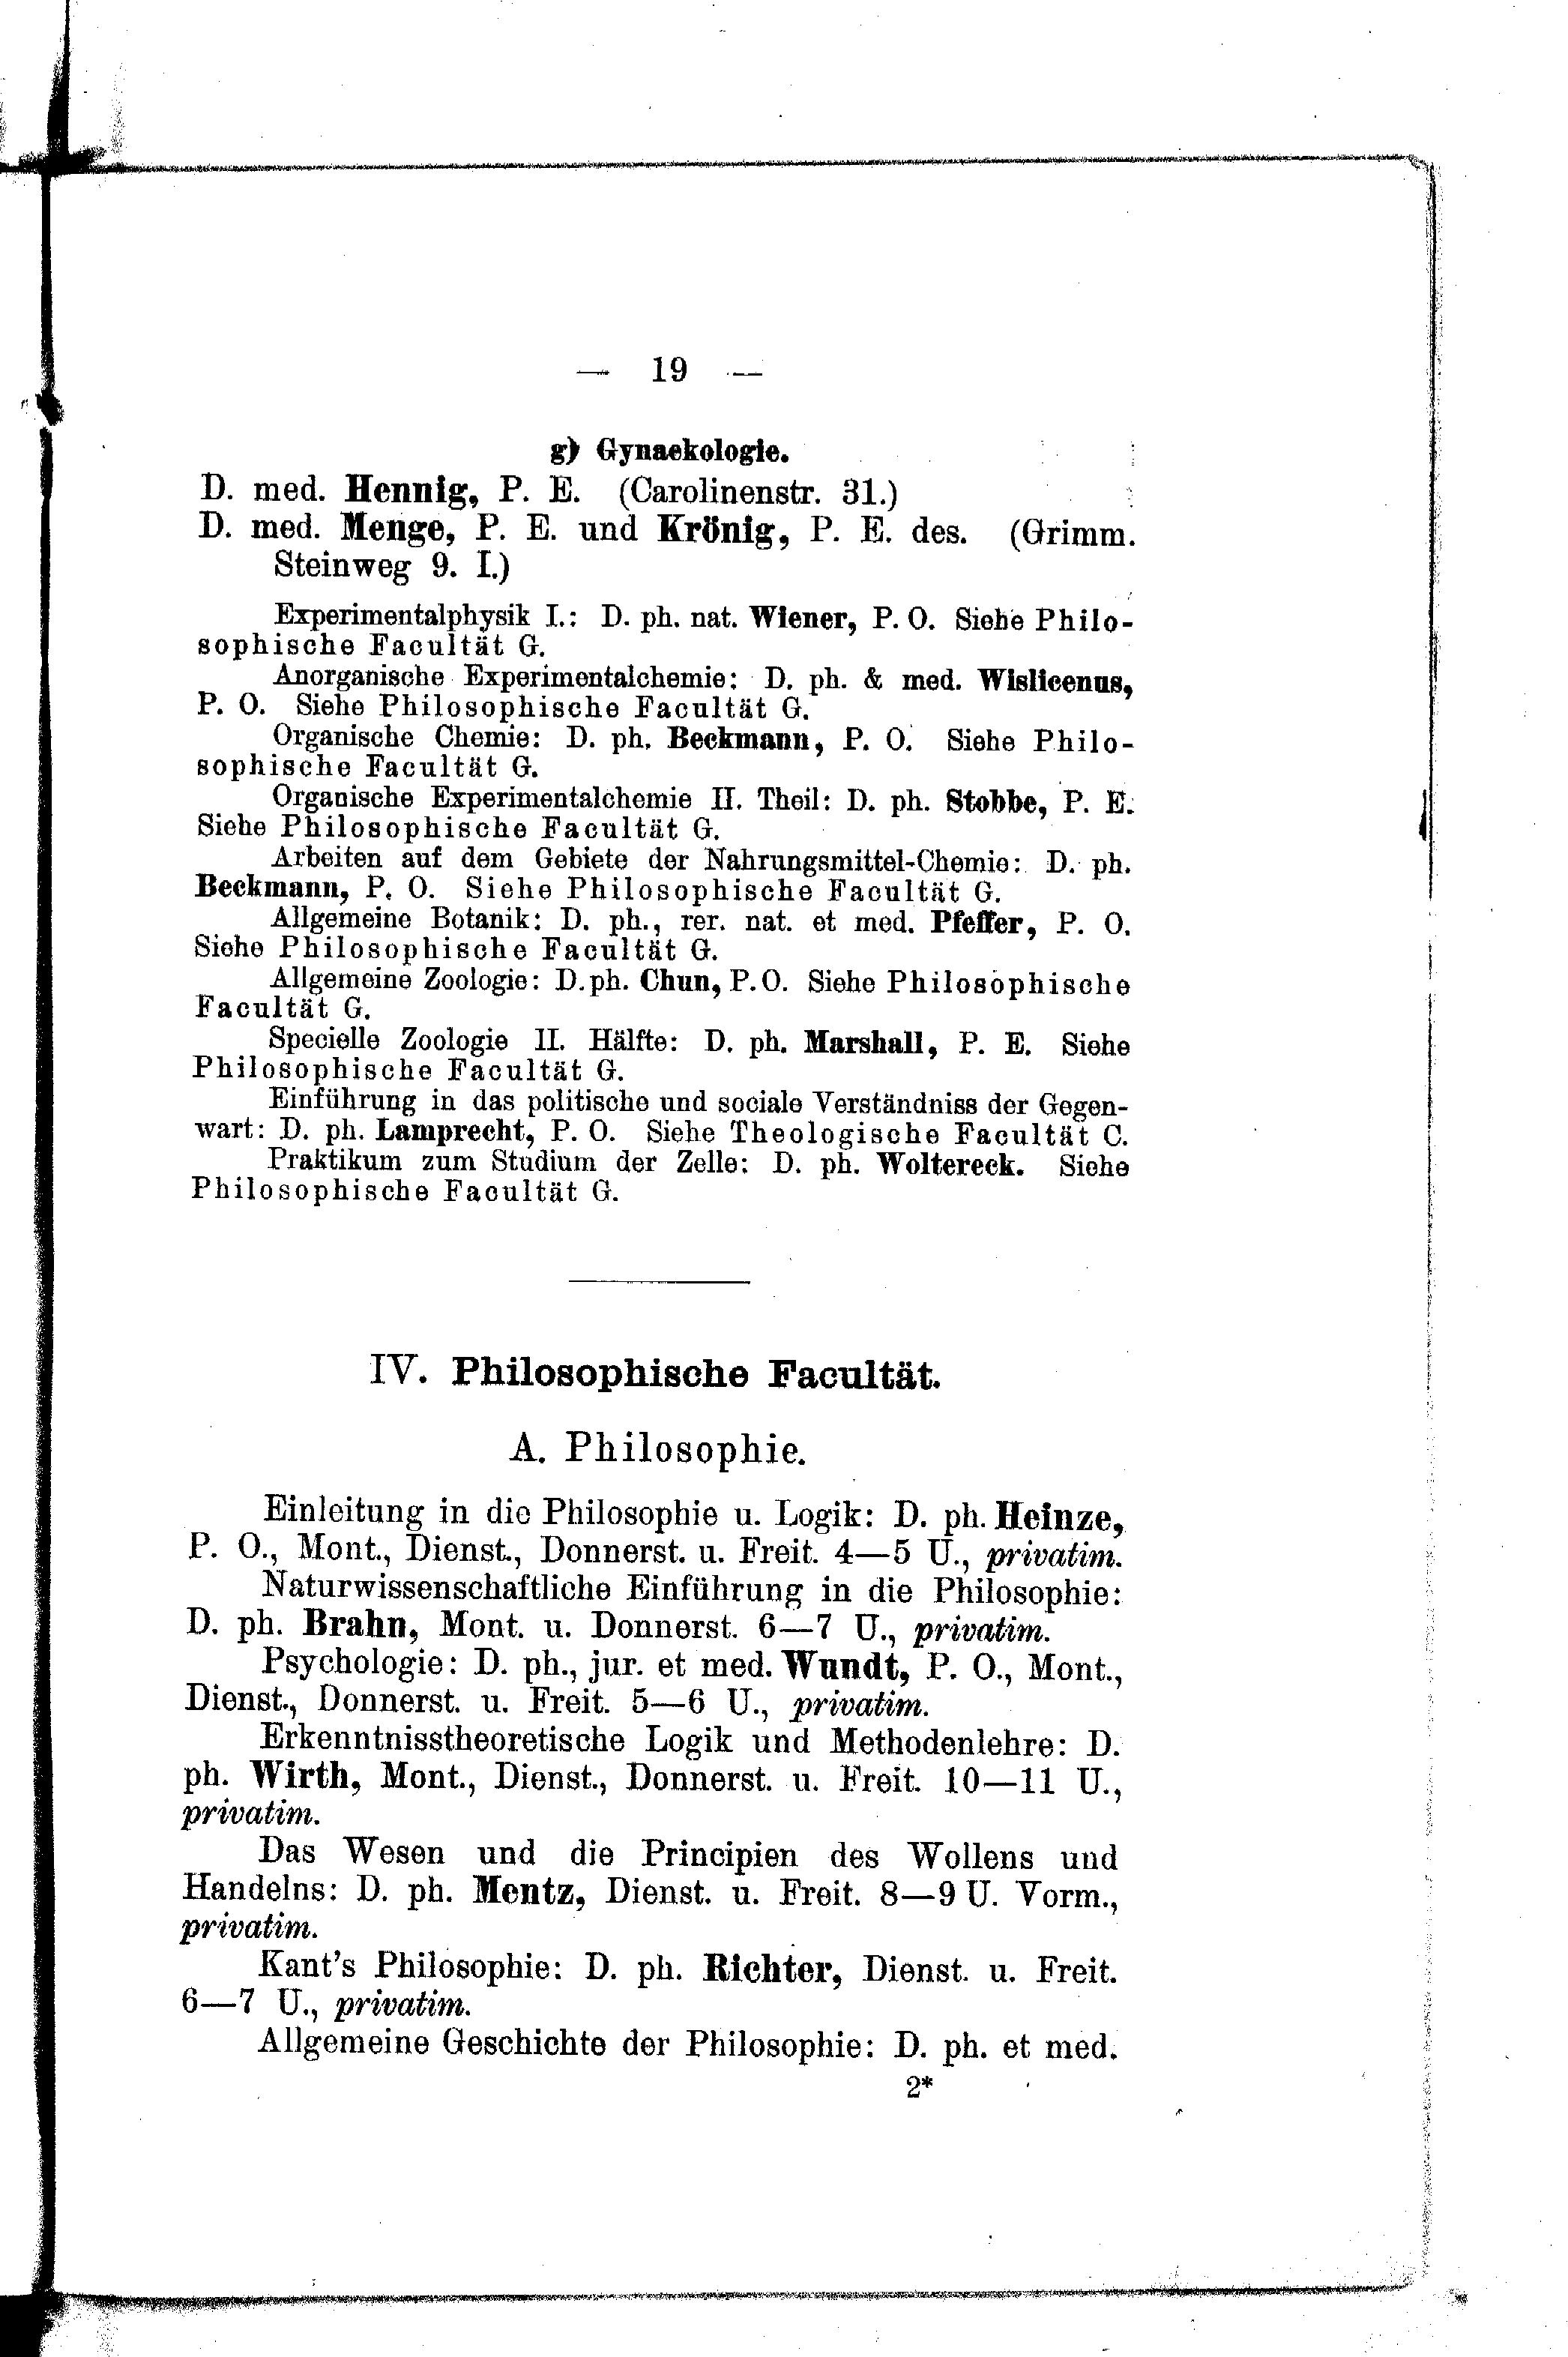 — 19 —
g) Gynaekologie.
D. med. Hennig, P. E. (Carolinenstr. 31.)
D. med. Menge, P. E. und Krönig, P. E. des. (Grimm.
Steinweg 9. I.)
Experimentalphysik I.: D. ph. nat. Wiener, P. O. Siehe Philo-
sophische Facultät G.
Anorganische Experimentalchemie: D. ph. & med. Wislicenus,
P. O. Siehe Philosophische Facultät G.
Organische Chemie: D. ph. Beckmann, P. O. Siehe Philo-
sophische Facultät G.
Organische Experimentalchemie II. Theil: D. ph. Stobbe, P. E.
Siehe Philosophische Facultät G.
Arbeiten auf dem Gebiete der Nahrungsmittel-Chemie: D. ph.
Beckmann, P. O. Siehe Philosophische Facultät G.
Allgemeine Botanik: D. ph., rer. nat. et med. Pfeffer, P. O.
Siehe Philosophische Facultät G.
Allgemeine Zoologie: D. ph. Chun, P. O. Siehe Philosophische
Facultät G.
Specielle Zoologie II. Hälfte: D. ph. Marshall, P. E. Siehe
Philosophische Facultät G.
Einführung in das politische und sociale Verständniss der Gegen-
wart: D. ph. Lamprecht, P. O. Siehe Theologische Facultät C.
Praktikum zum Studium der Zelle: D. ph. Woltereck. Siehe
Philosophische Facultät G.
IV. Philosophische Facultät.
A. Philosophie.
Einleitung in die Philosophie u. Logik: D. ph. Heinze,
P. O., Mont., Dienst., Donnerst. u. Freit. 4—5 U., privatim.
Naturwissenschaftliche Einführung in die Philosophie:
D. ph. Brahn, Mont. u. Donnerst. 6—7 U., privatim.
Psychologie: D. ph., jur. et med. Wundt, P. O., Mont.,
Dienst., Donnerst. u. Freit. 5—6 U., privatim.
Erkenntnisstheoretische Logik und Methodenlehre: D.
ph. Wirth, Mont., Dienst., Donnerst. u. Freit. 10—11 U.,
privatim.
Das Wesen und die Principien des Wollens und
Handelns: D. ph. Mentz, Dienst. u. Freit. 8—9 U. Vorm.,
privatim.
Kant's Philosophie: D. ph. Richter, Dienst. u. Freit.
6—7 U., privatim.
Allgemeine Geschichte der Philosophie: D. ph. et med.
2*